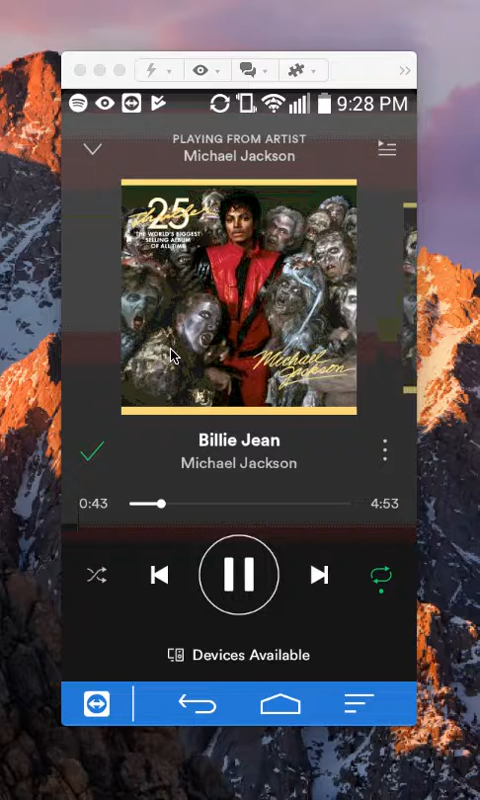 9:28 PM
PLAYING FROM ARTIST
Michael Jackson
Thriller
25
THE WORLD'S BIGGEST
SELLING ALBUM
OF ALL TIME
Michael
Jackson
Billie Jean
Michael Jackson
0:43
4:53
Devices Available